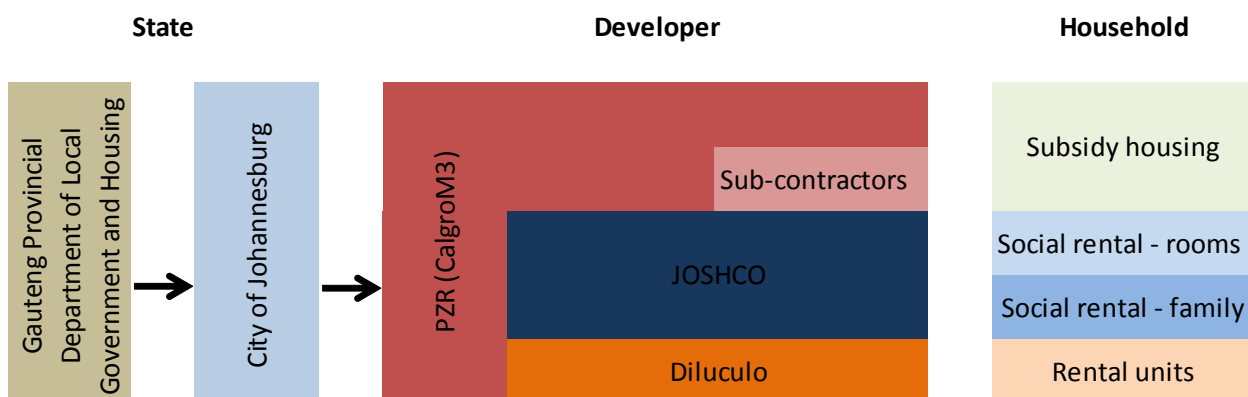 State
Developer
Household
Gauteng Provincial
Department of Local
Government and Housing
City of Johannesburg
PZR (CalgroM3)
Sub-contractors
JOSHCO
Diluculo
Subsidy housing
Social rental - rooms
Social rental - family
Rental units